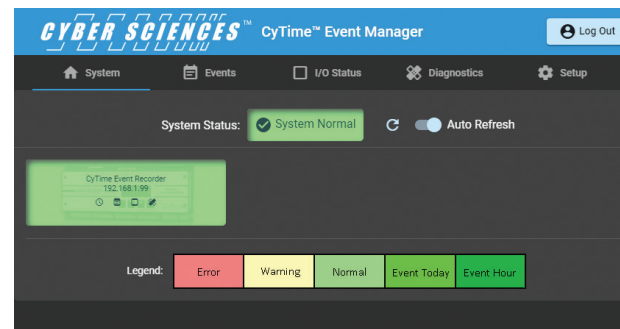 CYBER SCIENCES™ CyTime™ Event Manager Log Out
System Events I/O Status Diagnostics Setup
System Status: System Normal Auto Refresh
CyTime Event Recorder
192.168.1.99
Legend: Error Warning Normal Event Today Event Hour